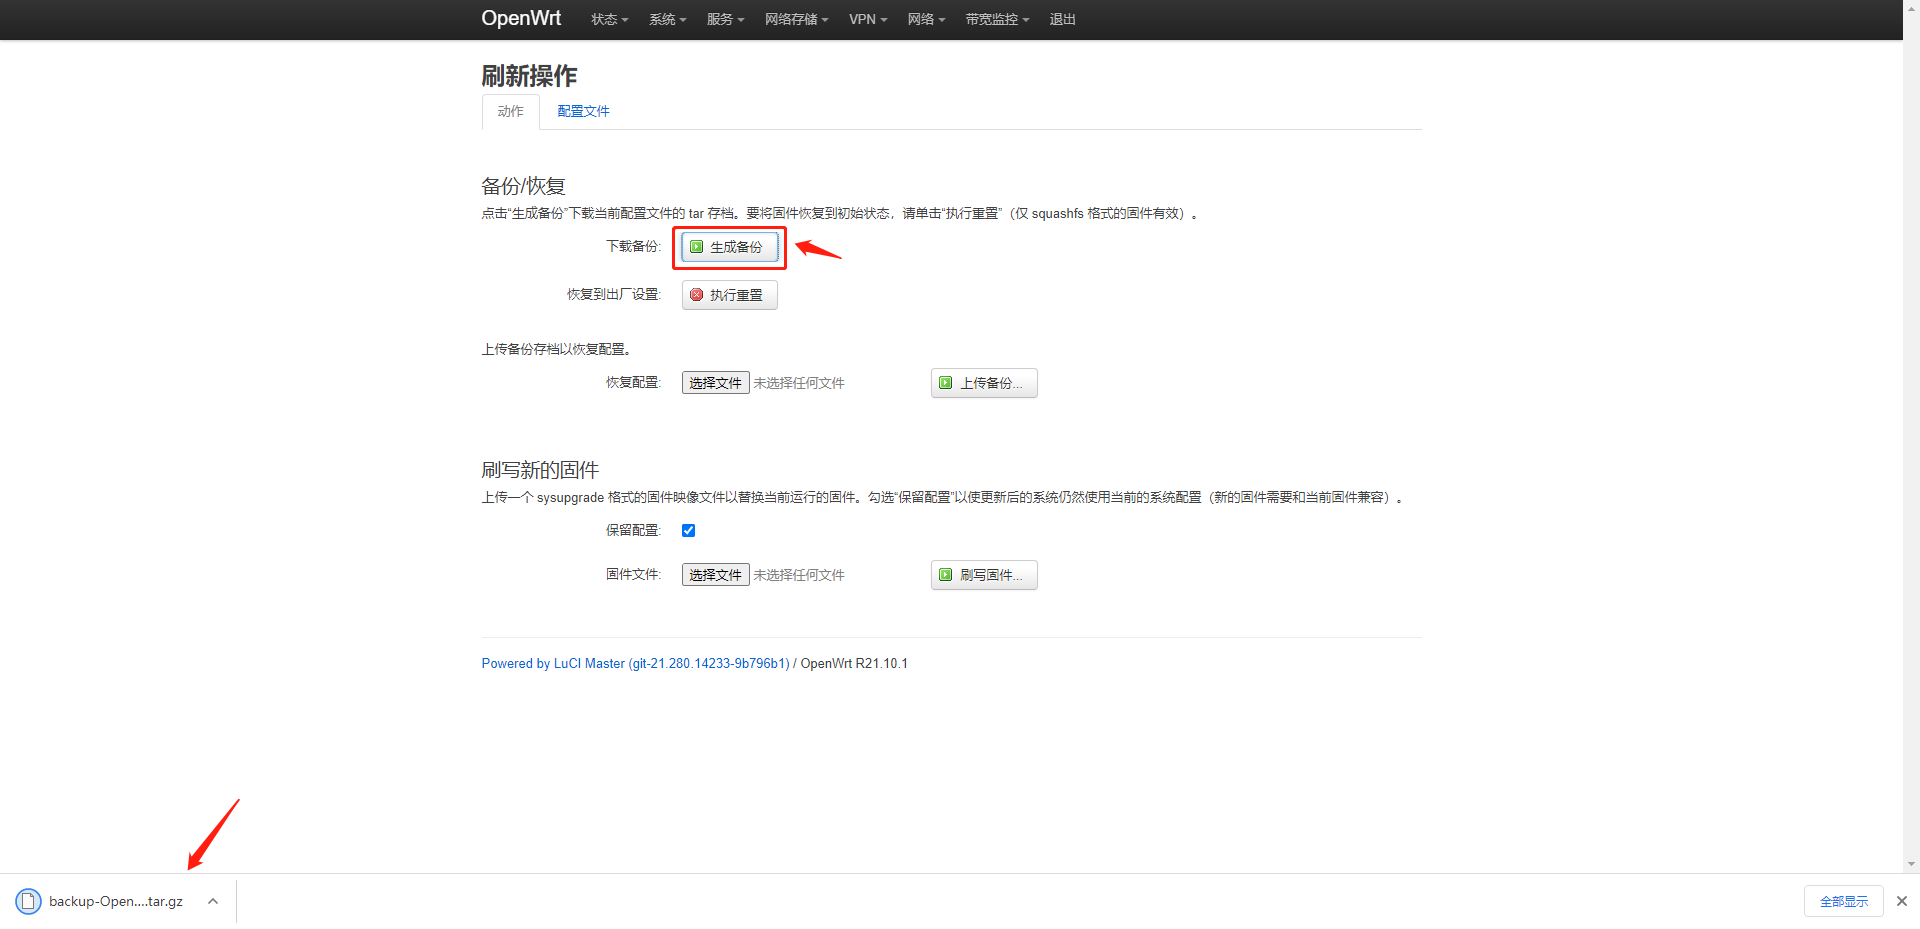 OpenWrt 状态 系统 服务 网络存储 VPN 网络 带宽监控 退出
刷新操作
动作 配置文件
备份/恢复
点击“生成备份”下载当前配置文件的 tar 存档。要将固件恢复到初始状态，请单击“执行重置”（仅 squashfs 格式的固件有效）。
下载备份: 生成备份
恢复到出厂设置: 执行重置
上传备份存档以恢复配置。
恢复配置: 选择文件 未选择任何文件 上传备份...
刷写新的固件
上传一个 sysupgrade 格式的固件映像文件以替换当前运行的固件。勾选“保留配置”以使更新后的系统仍然使用当前的系统配置（新的固件需要和当前固件兼容）。
保留配置:
固件文件: 选择文件 未选择任何文件 刷写固件...
Powered by LuCI Master (git-21.280.14233-9b796b1) / OpenWrt R21.10.1
backup-Open....tar.gz 全部显示